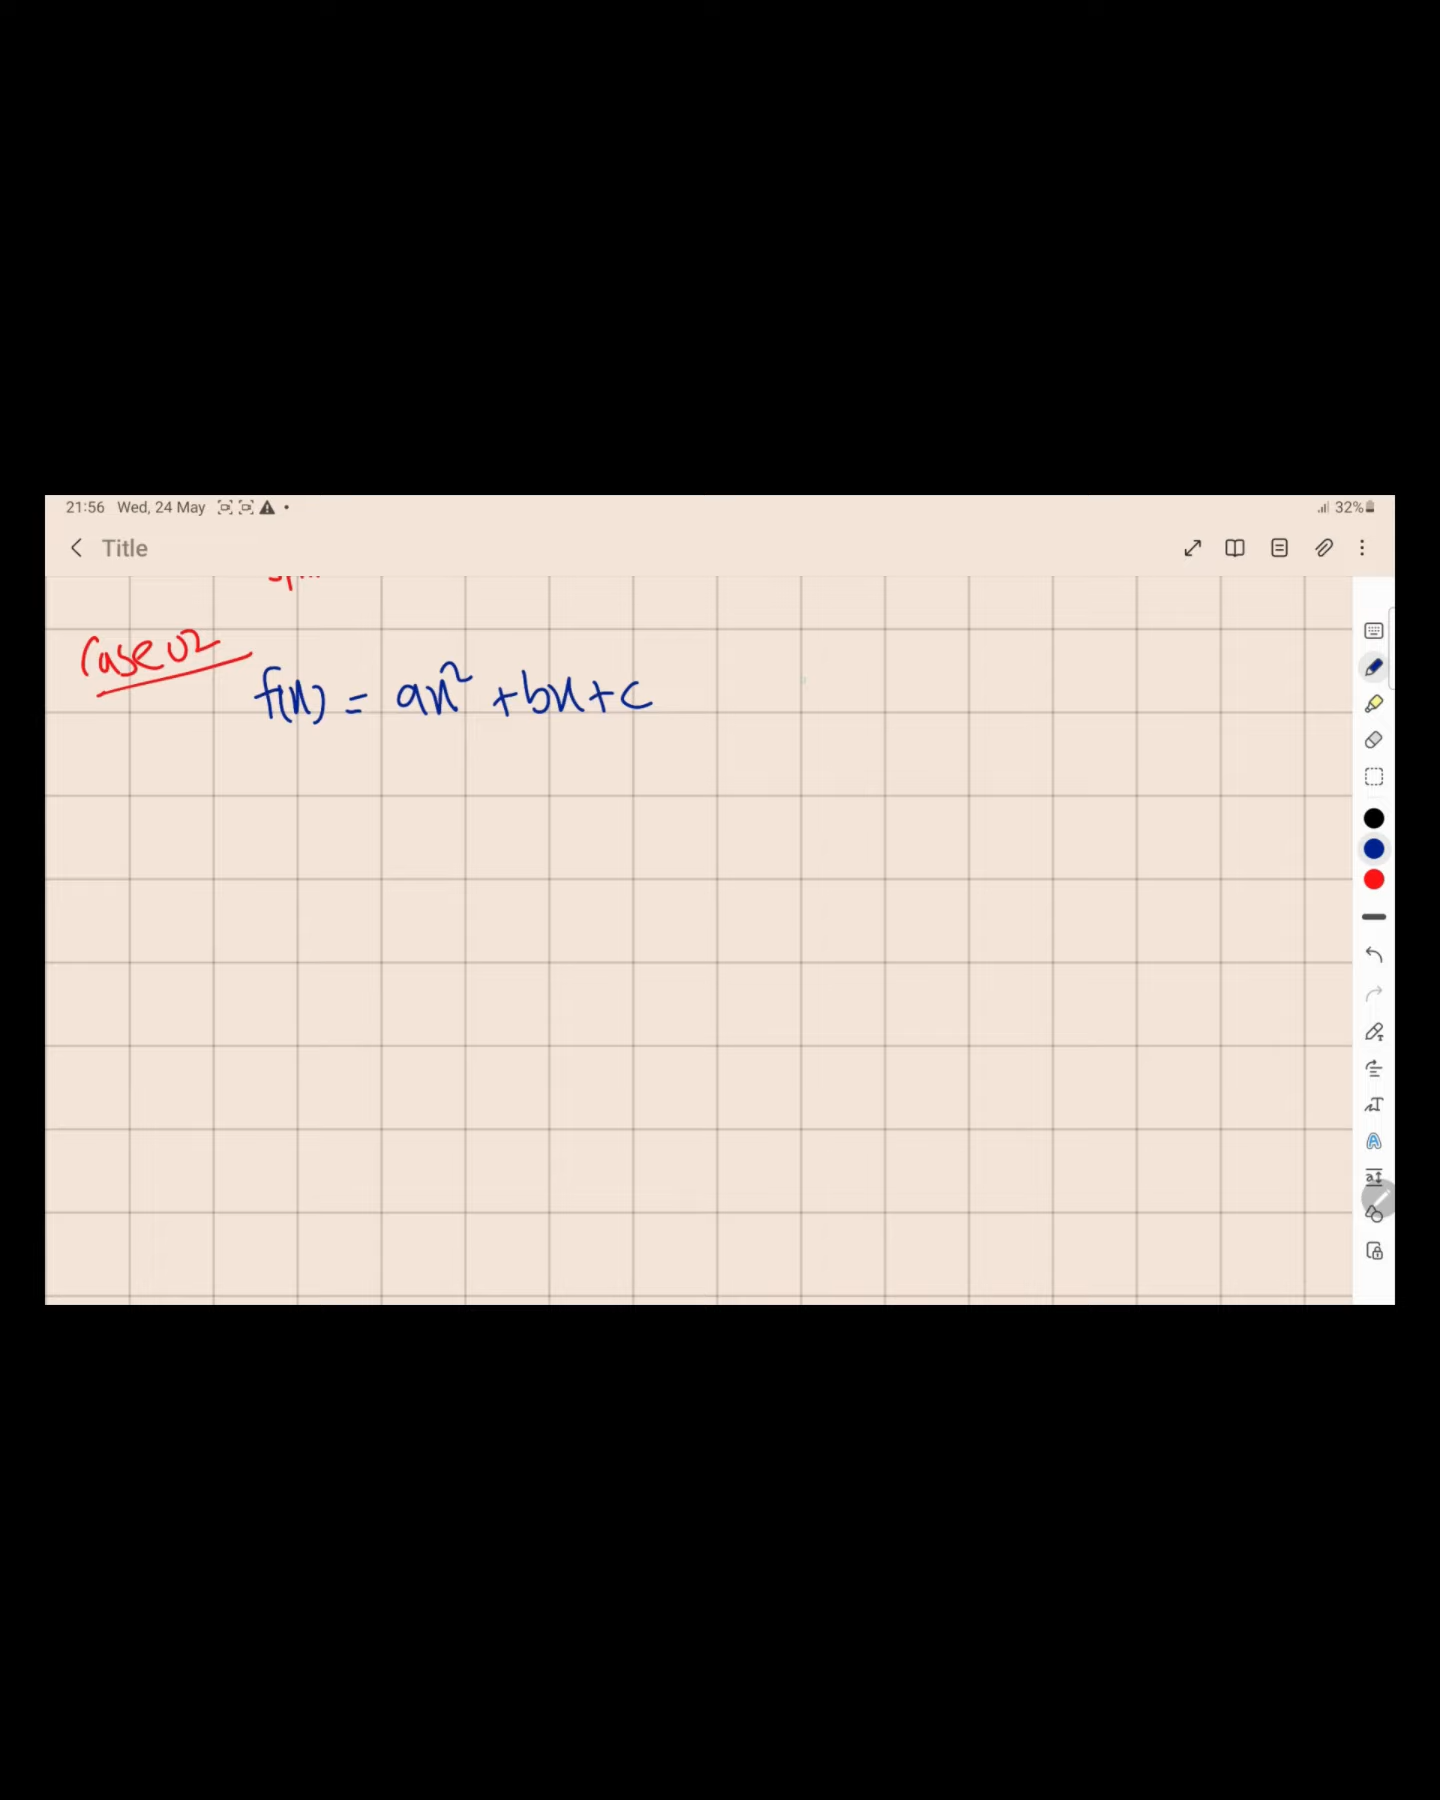 21:56 Wed, 24 May 32%
Title
Case 02
f(x) = ax² + bx + c